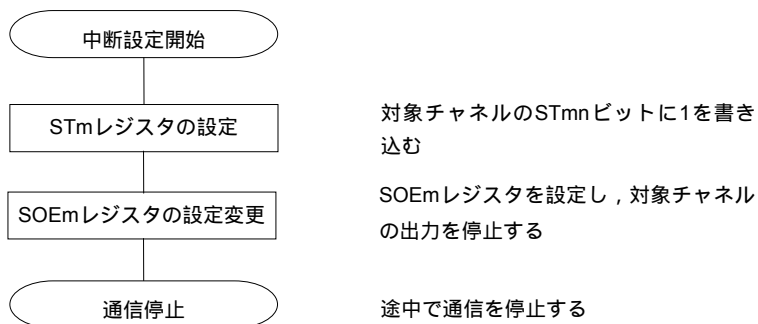 中断設定開始
STmレジスタの設定
対象チャネルのSTmnビットに1を書き
込む
SOEmレジスタの設定変更
SOEmレジスタを設定し，対象チャネル
の出力を停止する
通信停止
途中で通信を停止する